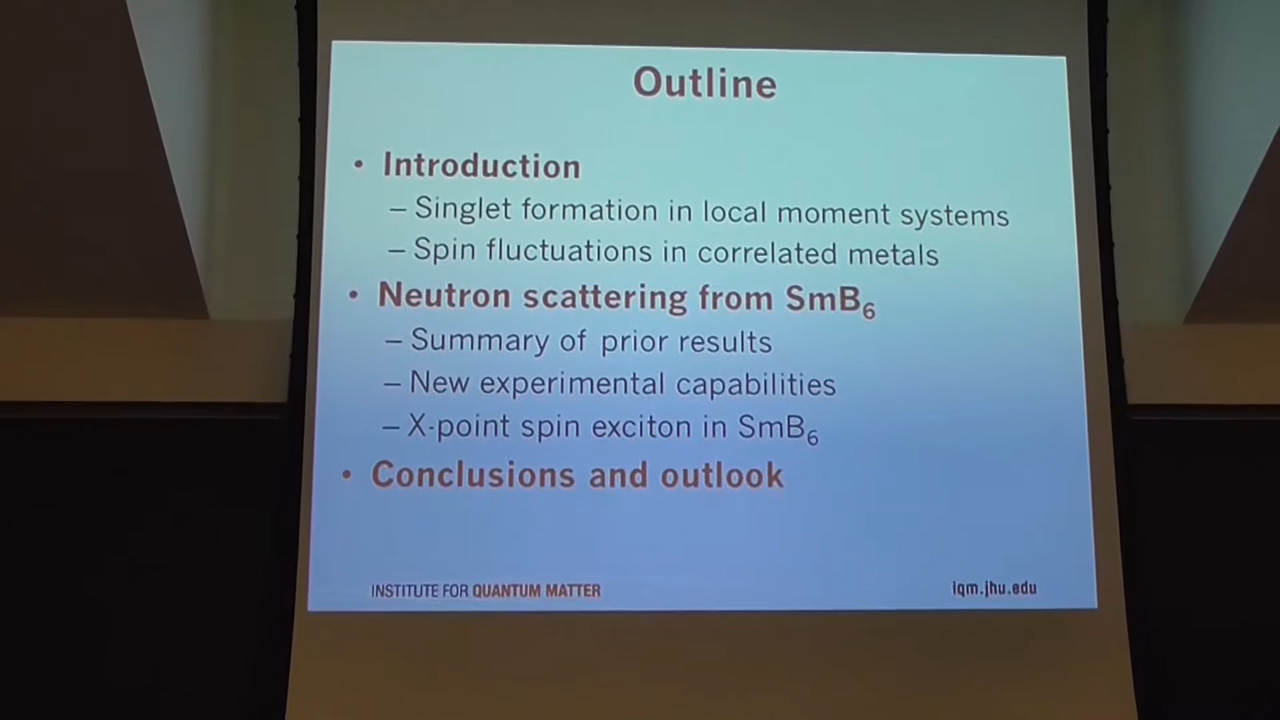 Outline
• Introduction
– Singlet formation in local moment systems
– Spin fluctuations in correlated metals
• Neutron scattering from SmB₆
– Summary of prior results
– New experimental capabilities
– X-point spin exciton in SmB₆
• Conclusions and outlook
INSTITUTE FOR QUANTUM MATTER
iqm.jhu.edu